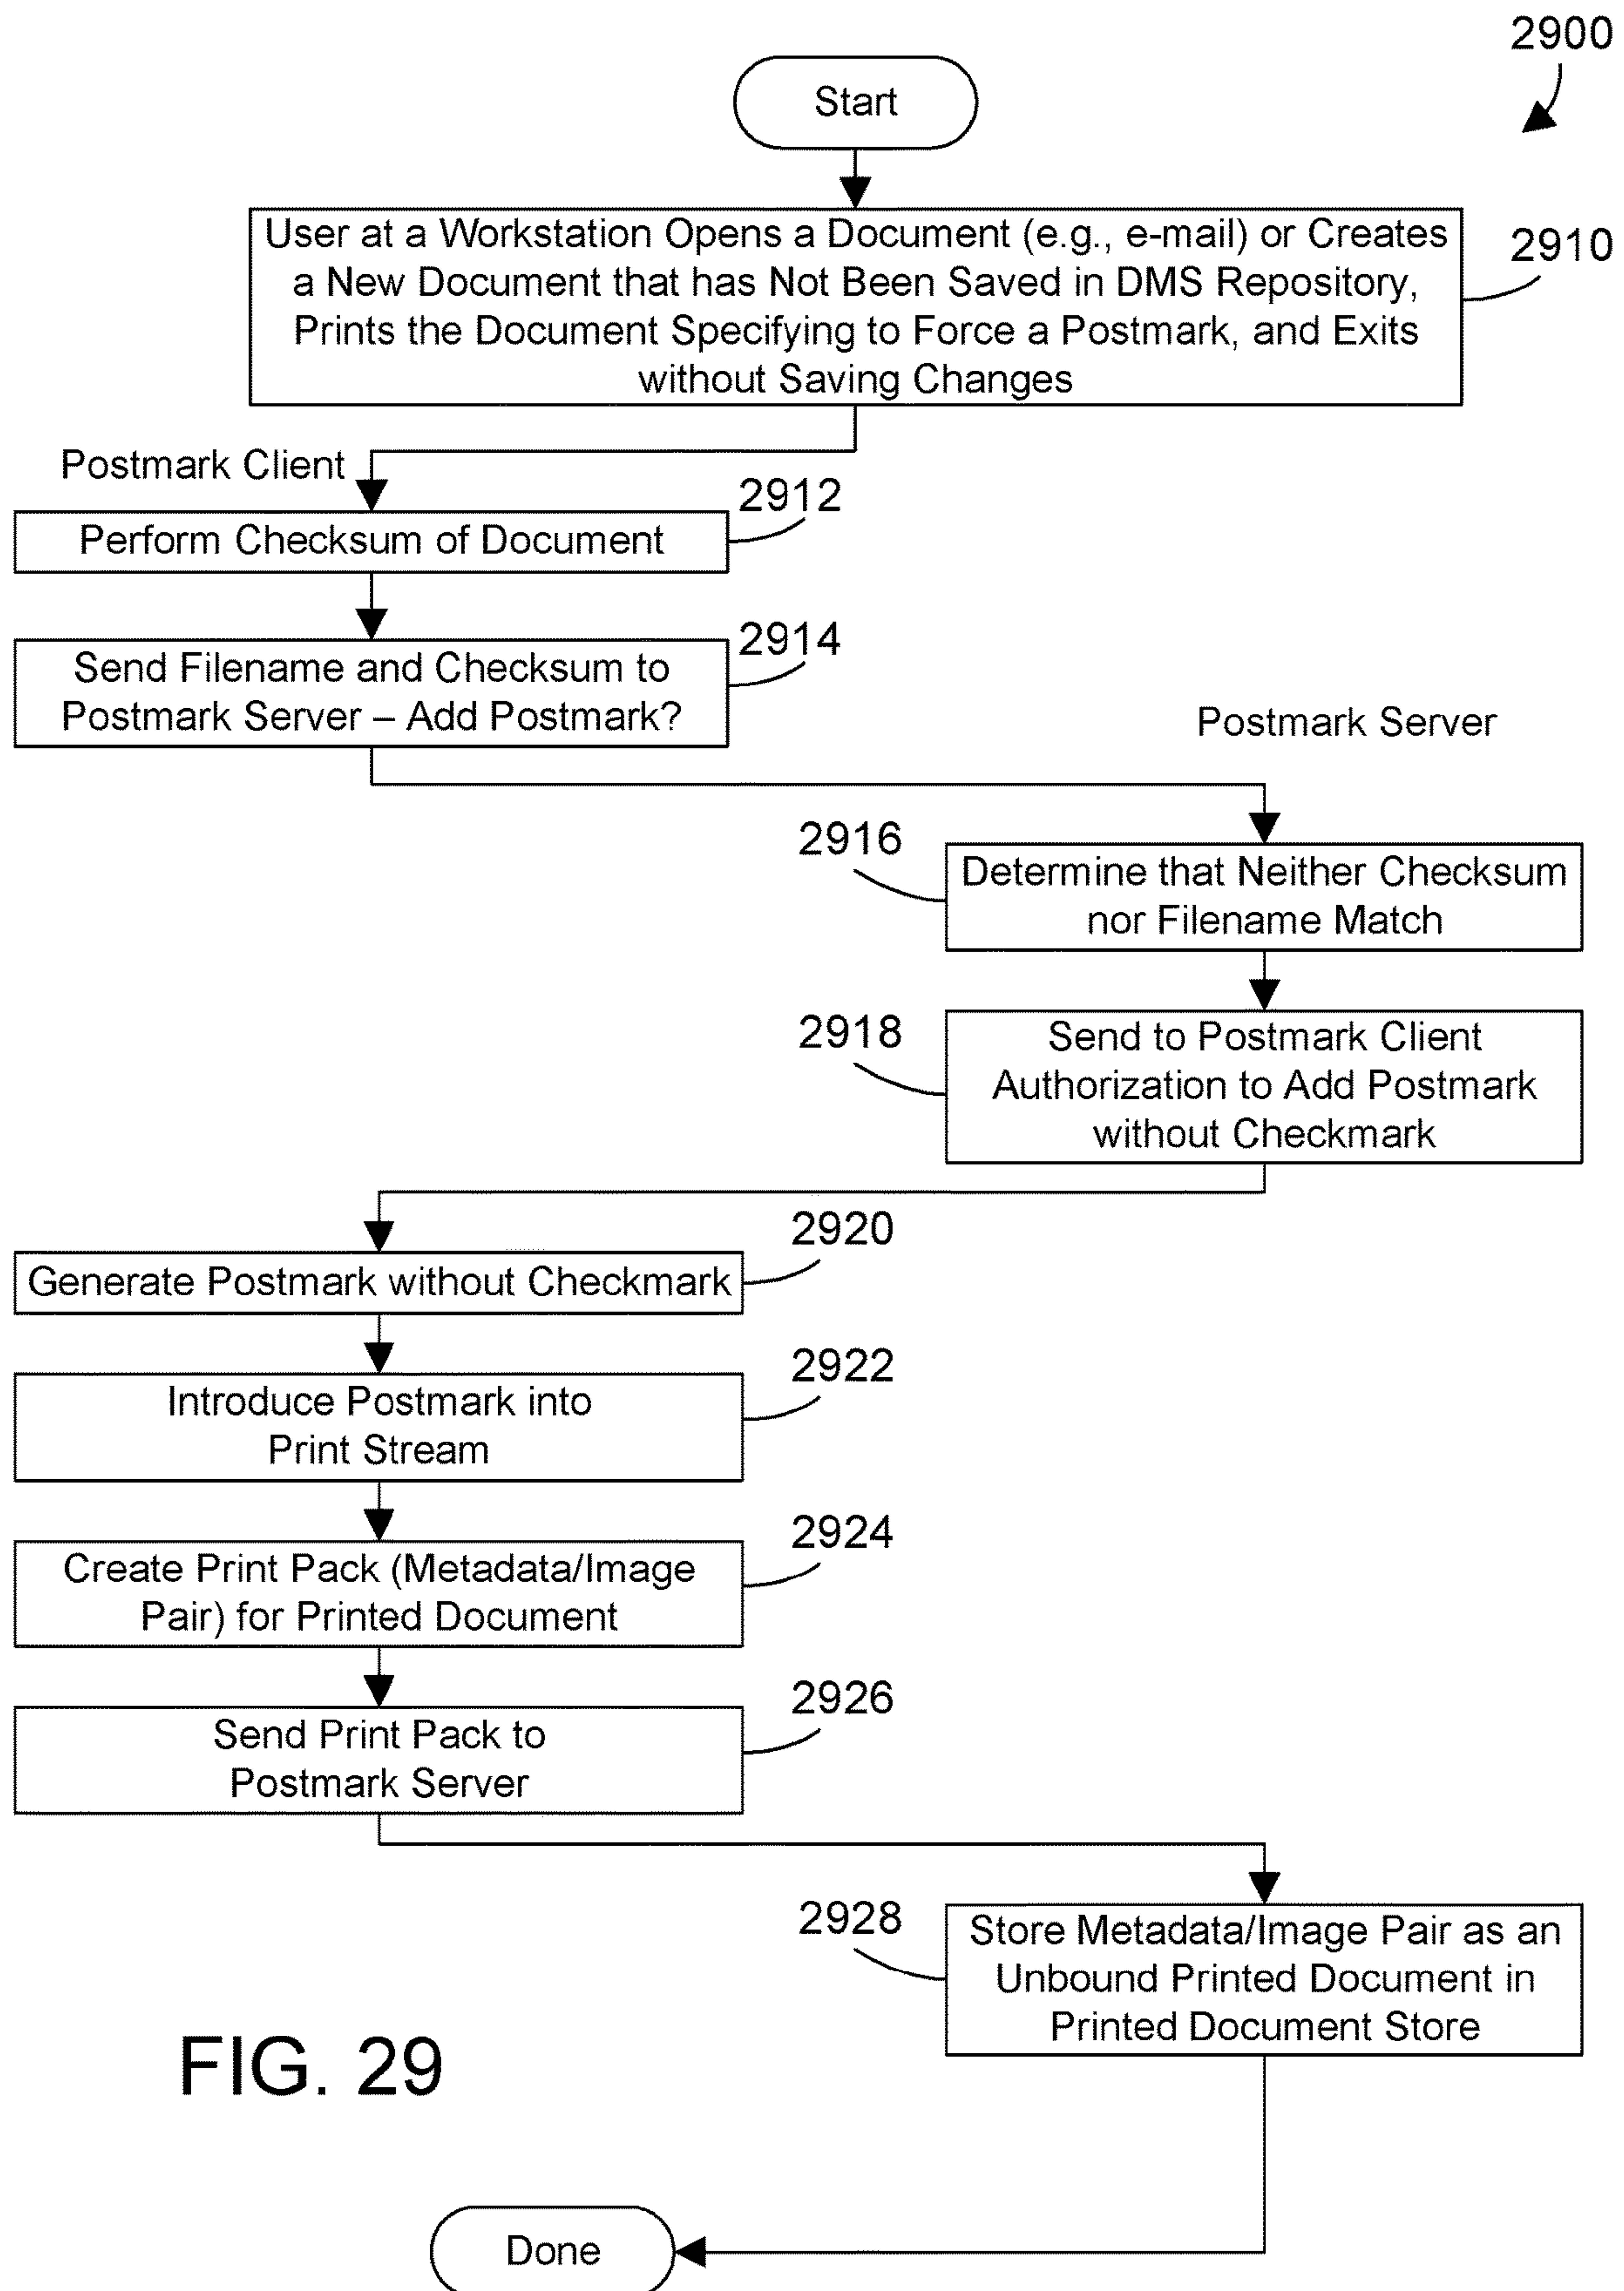 2900
Start
User at a Workstation Opens a Document (e.g., e-mail) or Creates
a New Document that has Not Been Saved in DMS Repository,
Prints the Document Specifying to Force a Postmark, and Exits
without Saving Changes
2910
Postmark Client
2912
Perform Checksum of Document
2914
Send Filename and Checksum to
Postmark Server – Add Postmark?
Postmark Server
2916
Determine that Neither Checksum
nor Filename Match
2918
Send to Postmark Client
Authorization to Add Postmark
without Checkmark
2920
Generate Postmark without Checkmark
2922
Introduce Postmark into
Print Stream
2924
Create Print Pack (Metadata/Image
Pair) for Printed Document
2926
Send Print Pack to
Postmark Server
2928
Store Metadata/Image Pair as an
Unbound Printed Document in
Printed Document Store
FIG. 29
Done